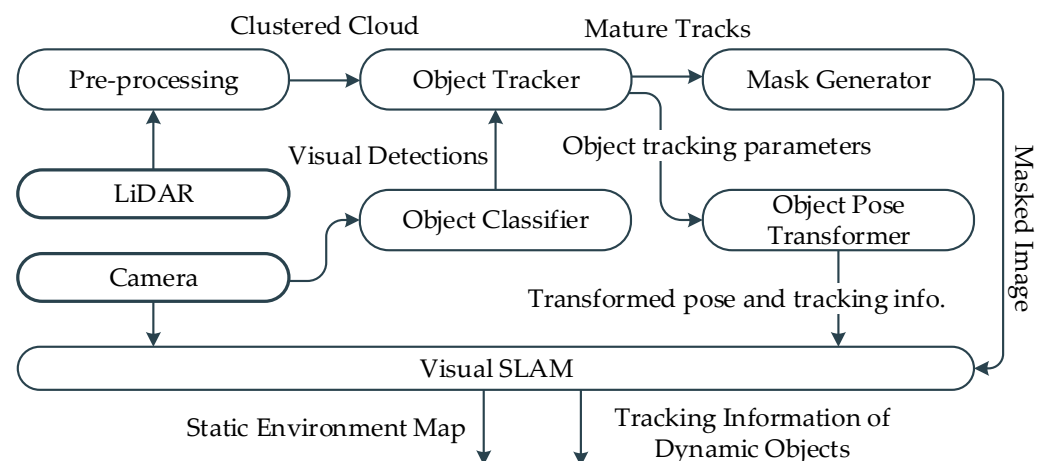 Clustered Cloud
Mature Tracks
Pre-processing
Object Tracker
Mask Generator
Visual Detections
Object tracking parameters
LiDAR
Object Classifier
Object Pose
Transformer
Masked Image
Camera
Transformed pose and tracking info.
Visual SLAM
Static Environment Map
Tracking Information of
Dynamic Objects